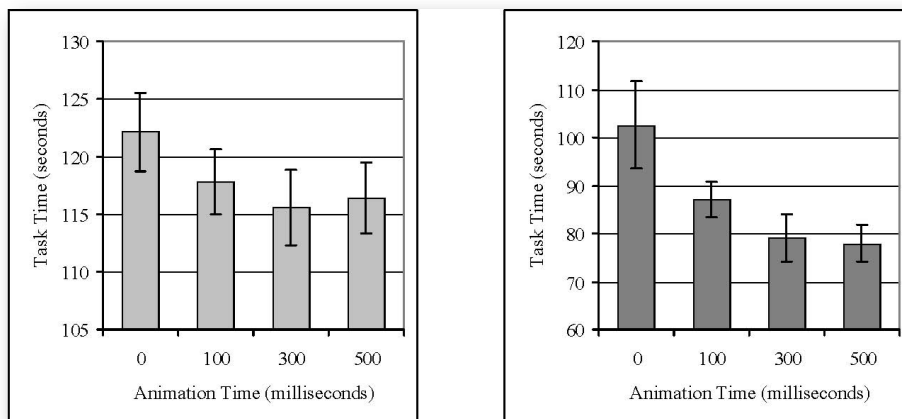 130
125
120
115
110
105
Task Time (seconds)
0 100 300 500
Animation Time (milliseconds)
120
110
100
90
80
70
60
Task Time (seconds)
0 100 300 500
Animation Time (milliseconds)